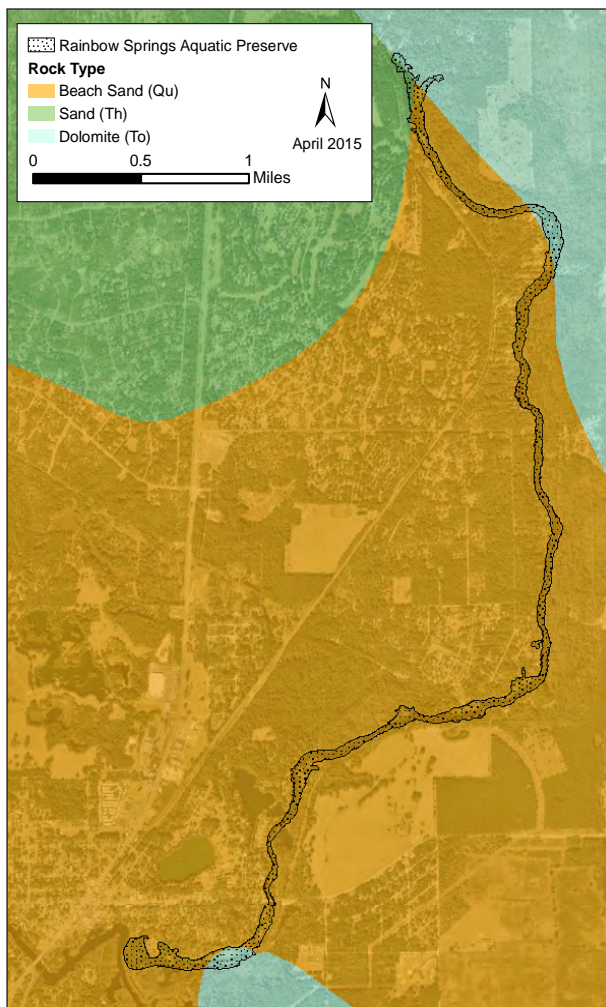 Rainbow Springs Aquatic Preserve
Rock Type
Beach Sand (Qu)
Sand (Th)
Dolomite (To)
N
April 2015
0 0.5 1
Miles